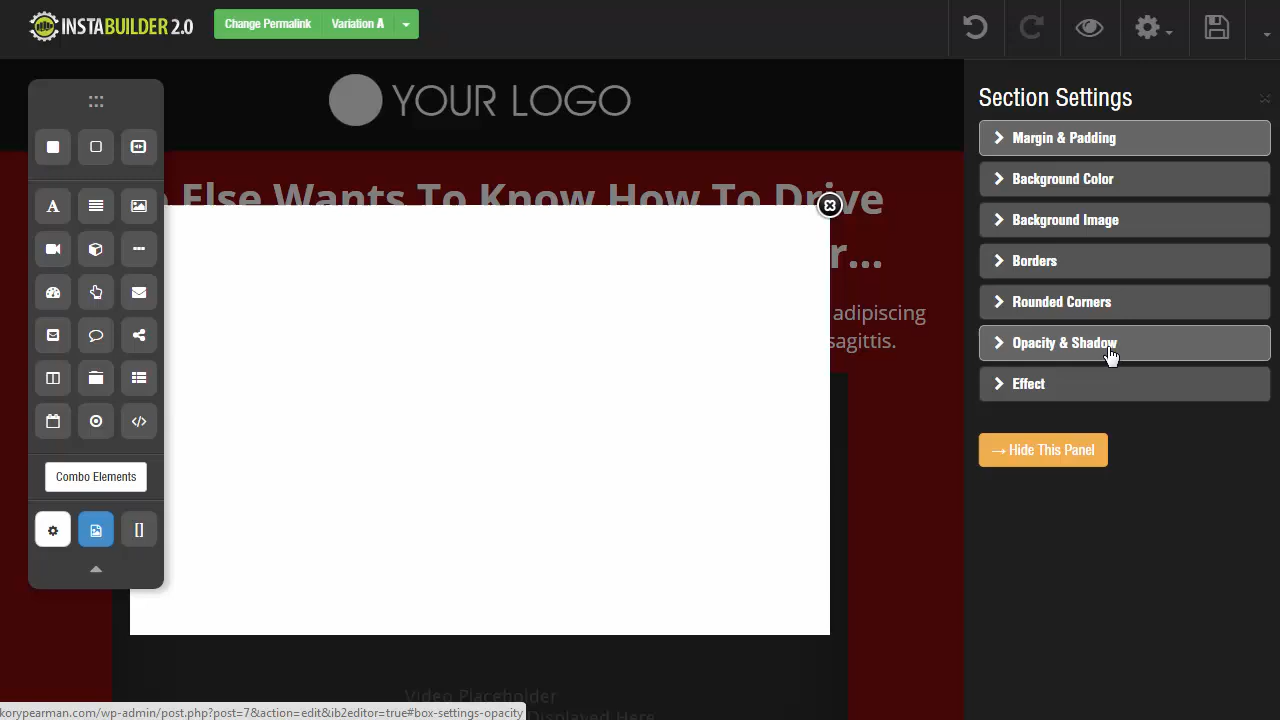 INSTABUILDER 2.0
Change Permalink
Variation A
YOUR LOGO
Else Wants To Know How To Drive
r...
adipiscing
sagittis.
Video Placeholder
Displayed Here
Combo Elements
Section Settings
Margin & Padding
Background Color
Background Image
Borders
Rounded Corners
Opacity & Shadow
Effect
→ Hide This Panel
korypearman.com/wp-admin/post.php?post=7&action=edit&ib2editor=true#box-settings-opacity